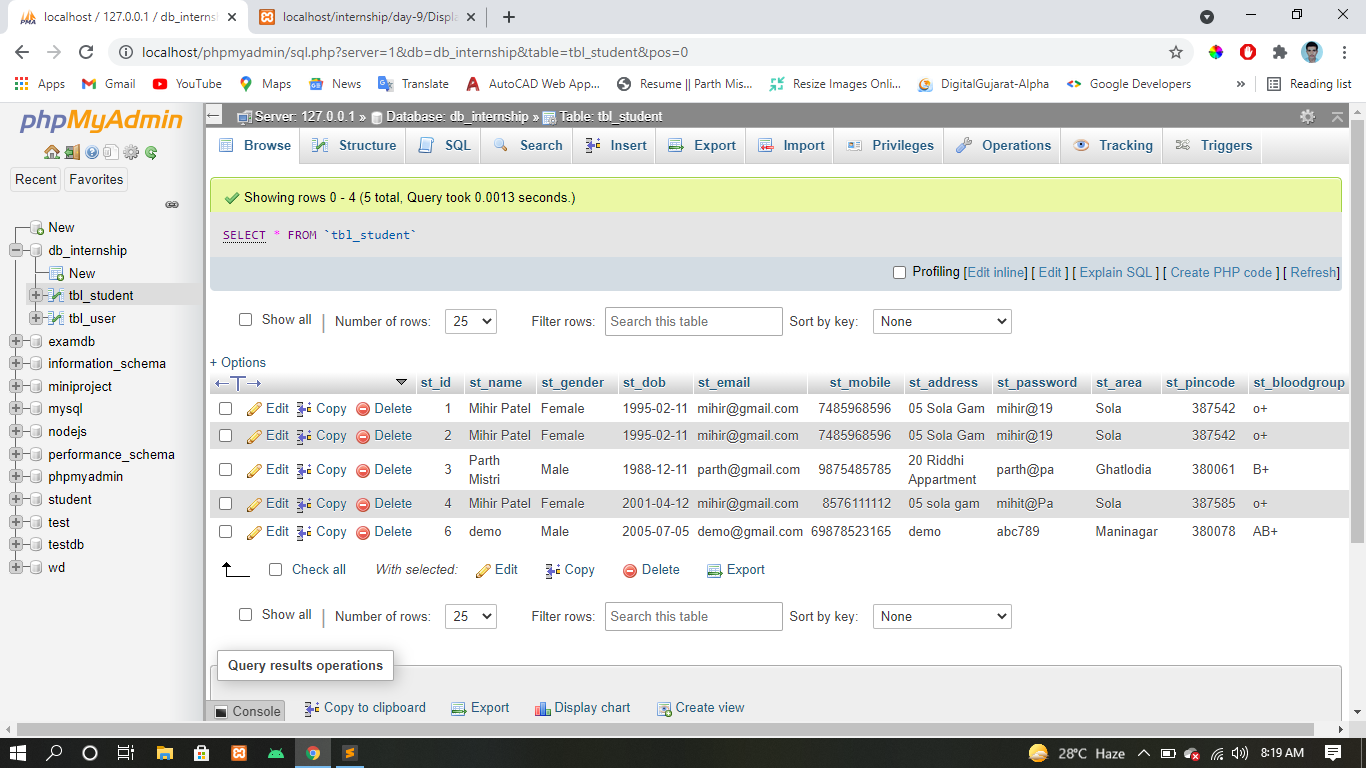 localhost / 127.0.0.1 / db_interns
localhost/internship/day-9/Displa
localhost/phpmyadmin/sql.php?server=1&db=db_internship&table=tbl_student&pos=0
Apps Gmail YouTube Maps News Translate AutoCAD Web App... Resume || Parth Mis... Resize Images Onli... DigitalGujarat-Alpha Google Developers » Reading list
phpMyAdmin
Recent Favorites
New
db_internship
New
tbl_student
tbl_user
examdb
information_schema
miniproject
mysql
nodejs
performance_schema
phpmyadmin
student
test
testdb
wd
Server: 127.0.0.1 » Database: db_internship » Table: tbl_student
Browse Structure SQL Search Insert Export Import Privileges Operations Tracking Triggers
Showing rows 0 - 4 (5 total, Query took 0.0013 seconds.)
SELECT * FROM `tbl_student`
Profiling [Edit inline] [ Edit ] [ Explain SQL ] [ Create PHP code ] [ Refresh]
Show all | Number of rows: 25 Filter rows: Search this table Sort by key: None
+ Options
st_id st_name st_gender st_dob st_email st_mobile st_address st_password st_area st_pincode st_bloodgroup
Edit Copy Delete 1 Mihir Patel Female 1995-02-11 mihir@gmail.com 7485968596 05 Sola Gam mihir@19 Sola 387542 o+
Edit Copy Delete 2 Mihir Patel Female 1995-02-11 mihir@gmail.com 7485968596 05 Sola Gam mihir@19 Sola 387542 o+
Edit Copy Delete 3 Parth Mistri Male 1988-12-11 parth@gmail.com 9875485785 20 Riddhi Appartment parth@pa Ghatlodia 380061 B+
Edit Copy Delete 4 Mihir Patel Female 2001-04-12 mihir@gmail.com 8576111112 05 sola gam mihit@Pa Sola 387585 o+
Edit Copy Delete 6 demo Male 2005-07-05 demo@gmail.com 69878523165 demo abc789 Maninagar 380078 AB+
Check all With selected: Edit Copy Delete Export
Show all | Number of rows: 25 Filter rows: Search this table Sort by key: None
Query results operations
Console Copy to clipboard Export Display chart Create view
28°C Haze 8:19 AM